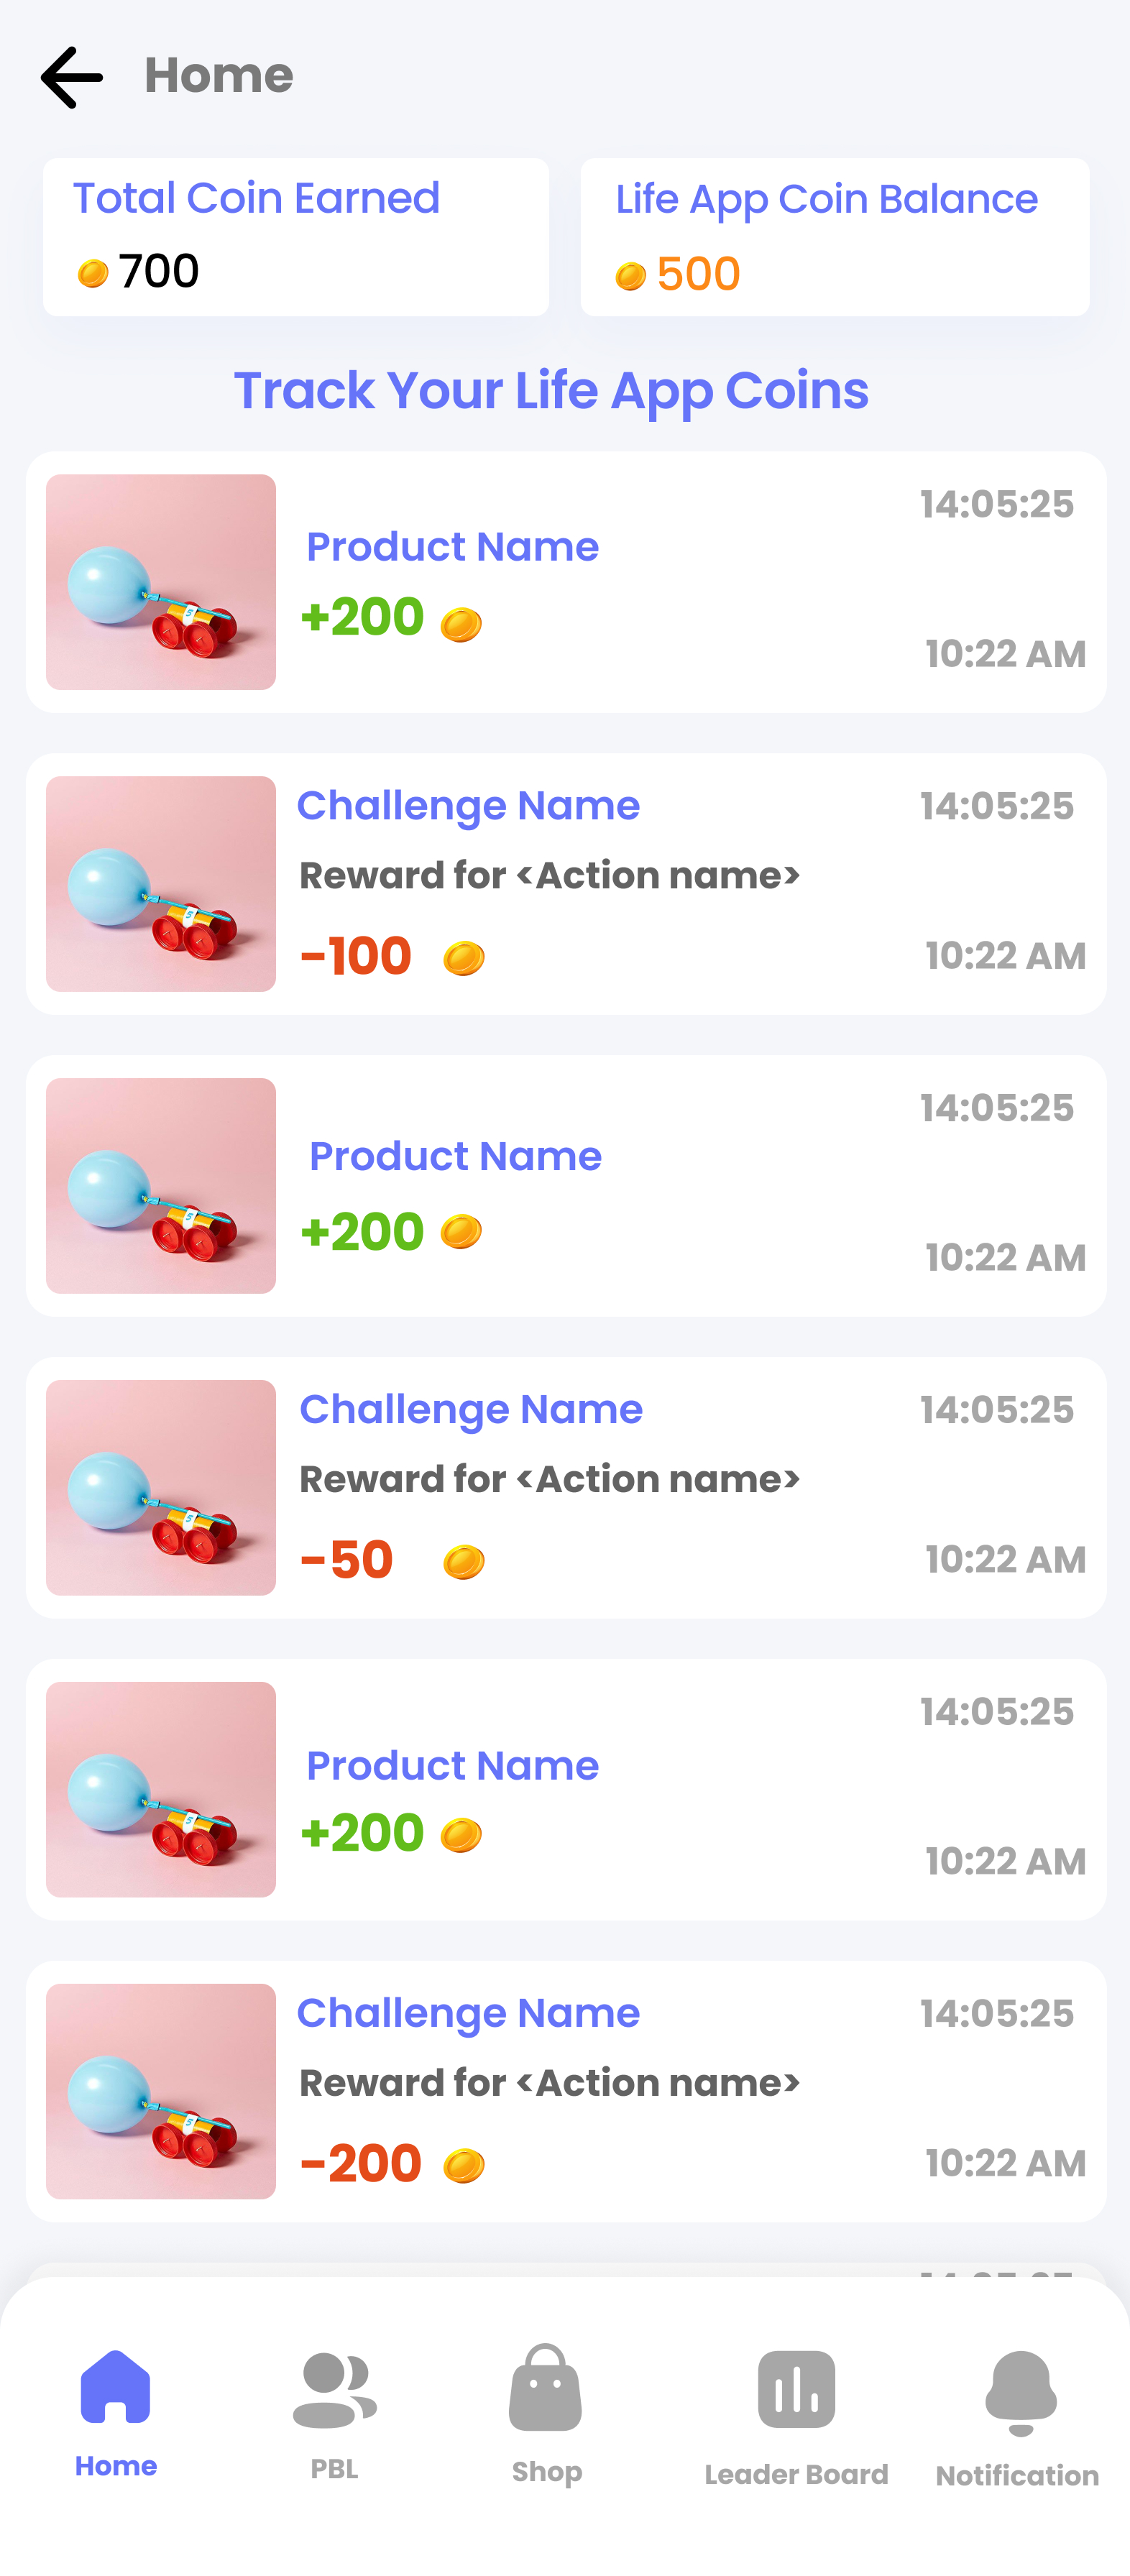 Home
Total Coin Earned
700
Life App Coin Balance
500
Track Your Life App Coins
14:05:25
Product Name
+200
10:22 AM
Challenge Name
14:05:25
Reward for <Action name>
-100
10:22 AM
14:05:25
Product Name
+200
10:22 AM
Challenge Name
14:05:25
Reward for <Action name>
-50
10:22 AM
14:05:25
Product Name
+200
10:22 AM
Challenge Name
14:05:25
Reward for <Action name>
-200
10:22 AM
Home
PBL
Shop
Leader Board
Notification